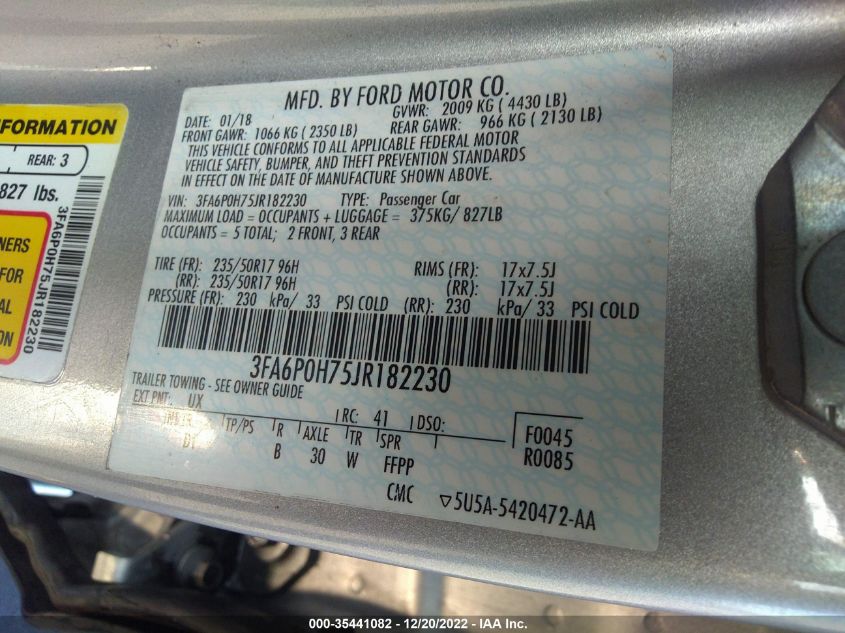 MFD. BY FORD MOTOR CO.
DATE: 01/18 GVWR: 2009 KG ( 4430 LB)
FRONT GAWR: 1066 KG ( 2350 LB) REAR GAWR: 966 KG ( 2130 LB)
THIS VEHICLE CONFORMS TO ALL APPLICABLE FEDERAL MOTOR
VEHICLE SAFETY, BUMPER, AND THEFT PREVENTION STANDARDS
IN EFFECT ON THE DATE OF MANUFACTURE SHOWN ABOVE.
VIN: 3FA6P0H75JR182230 TYPE: Passenger Car
MAXIMUM LOAD = OCCUPANTS + LUGGAGE = 375KG/ 827LB
OCCUPANTS = 5 TOTAL; 2 FRONT, 3 REAR
TIRE (FR): 235/50R17 96H RIMS (FR): 17x7.5J
(RR): 235/50R17 96H (RR): 17x7.5J
PRESSURE (FR): 230 kPa/ 33 PSI COLD (RR): 230 kPa/ 33 PSI COLD
3FA6P0H75JR182230
TRAILER TOWING - SEE OWNER GUIDE
EXT PNT: UX RC: 41 DSO:
TP/PS R AXLE TR SPR F0045
B 30 W FFPP R0085
CMC ▽5U5A-5420472-AA
FORMATION
REAR: 3
827 lbs.
3FA6P0H75JR182230
NERS
FOR
AL
ON
000-35441082 - 12/20/2022 - IAA Inc.